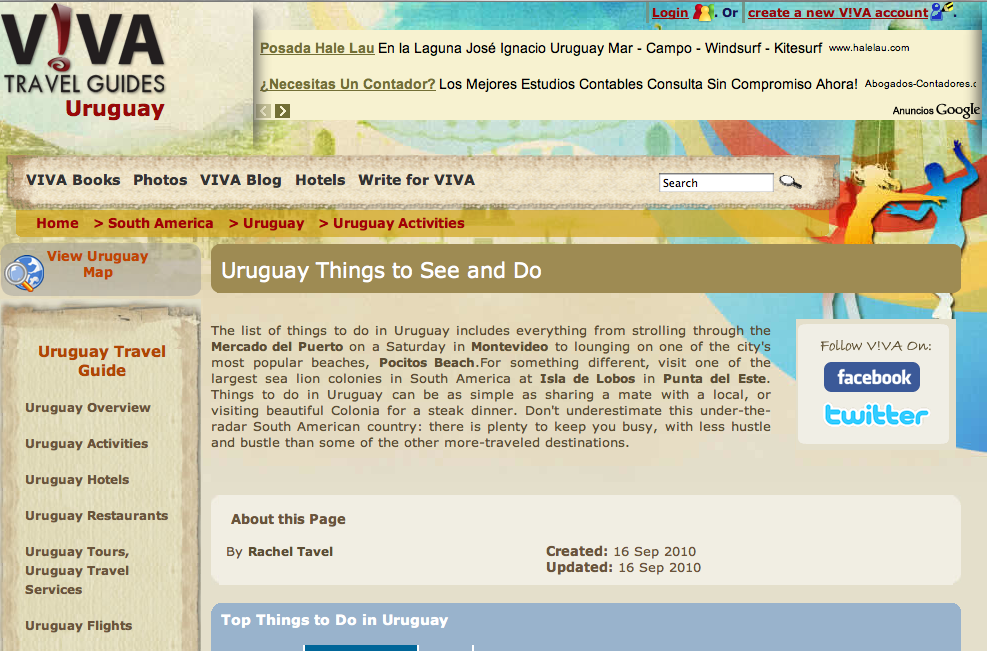 V!VA
TRAVEL GUIDES
Uruguay
Login . Or create a new V!VA account .
Posada Hale Lau En la Laguna José Ignacio Uruguay Mar - Campo - Windsurf - Kitesurf www.halelau.com
¿Necesitas Un Contador? Los Mejores Estudios Contables Consulta Sin Compromiso Ahora! Abogados-Contadores.c
Anuncios Google
VIVA Books Photos VIVA Blog Hotels Write for VIVA
Search
Home > South America > Uruguay > Uruguay Activities
View Uruguay
Map
Uruguay Travel
Guide
Uruguay Overview
Uruguay Activities
Uruguay Hotels
Uruguay Restaurants
Uruguay Tours,
Uruguay Travel
Services
Uruguay Flights
Uruguay Things to See and Do
The list of things to do in Uruguay includes everything from strolling through the
Mercado del Puerto on a Saturday in Montevideo to lounging on one of the city's
most popular beaches, Pocitos Beach.For something different, visit one of the
largest sea lion colonies in South America at Isla de Lobos in Punta del Este.
Things to do in Uruguay can be as simple as sharing a mate with a local, or
visiting beautiful Colonia for a steak dinner. Don't underestimate this under-the-
radar South American country: there is plenty to keep you busy, with less hustle
and bustle than some of the other more-traveled destinations.
Follow V!VA On:
facebook
twitter
About this Page
By Rachel Tavel
Created: 16 Sep 2010
Updated: 16 Sep 2010
Top Things to Do in Uruguay